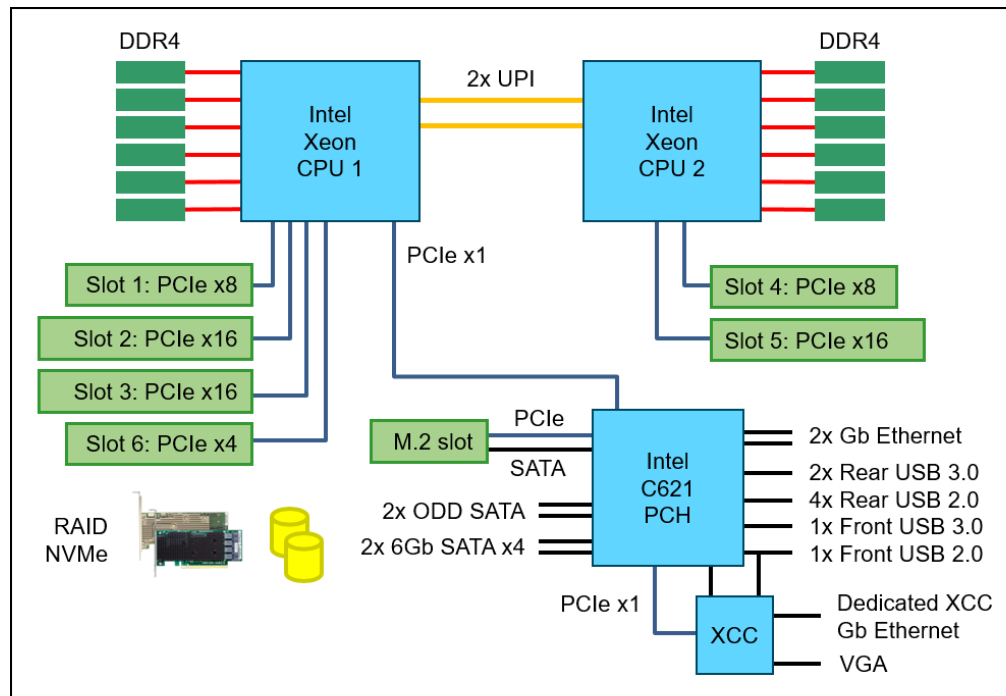 DDR4
DDR4
2x UPI
Intel
Xeon
CPU 1
Intel
Xeon
CPU 2
PCIe x1
Slot 1: PCIe x8
Slot 2: PCIe x16
Slot 3: PCIe x16
Slot 6: PCIe x4
Slot 4: PCIe x8
Slot 5: PCIe x16
M.2 slot
PCIe
SATA
2x ODD SATA
2x 6Gb SATA x4
Intel
C621
PCH
2x Gb Ethernet
2x Rear USB 3.0
4x Rear USB 2.0
1x Front USB 3.0
1x Front USB 2.0
RAID
NVMe
PCIe x1
XCC
Dedicated XCC
Gb Ethernet
VGA